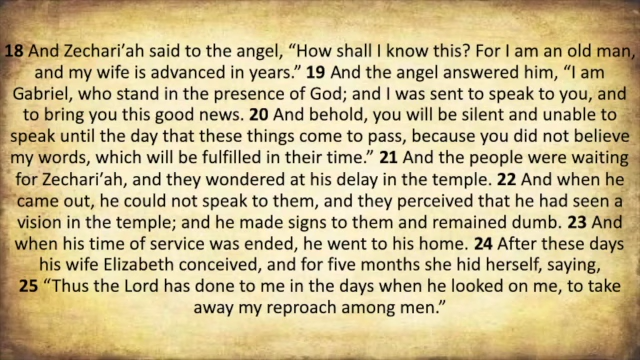 18 And Zechari’ah said to the angel, “How shall I know this? For I am an old man,
and my wife is advanced in years.” 19 And the angel answered him, “I am
Gabriel, who stand in the presence of God; and I was sent to speak to you, and
to bring you this good news. 20 And behold, you will be silent and unable to
speak until the day that these things come to pass, because you did not believe
my words, which will be fulfilled in their time.” 21 And the people were waiting
for Zechari’ah, and they wondered at his delay in the temple. 22 And when he
came out, he could not speak to them, and they perceived that he had seen a
vision in the temple; and he made signs to them and remained dumb. 23 And
when his time of service was ended, he went to his home. 24 After these days
his wife Elizabeth conceived, and for five months she hid herself, saying,
25 “Thus the Lord has done to me in the days when he looked on me, to take
away my reproach among men.”